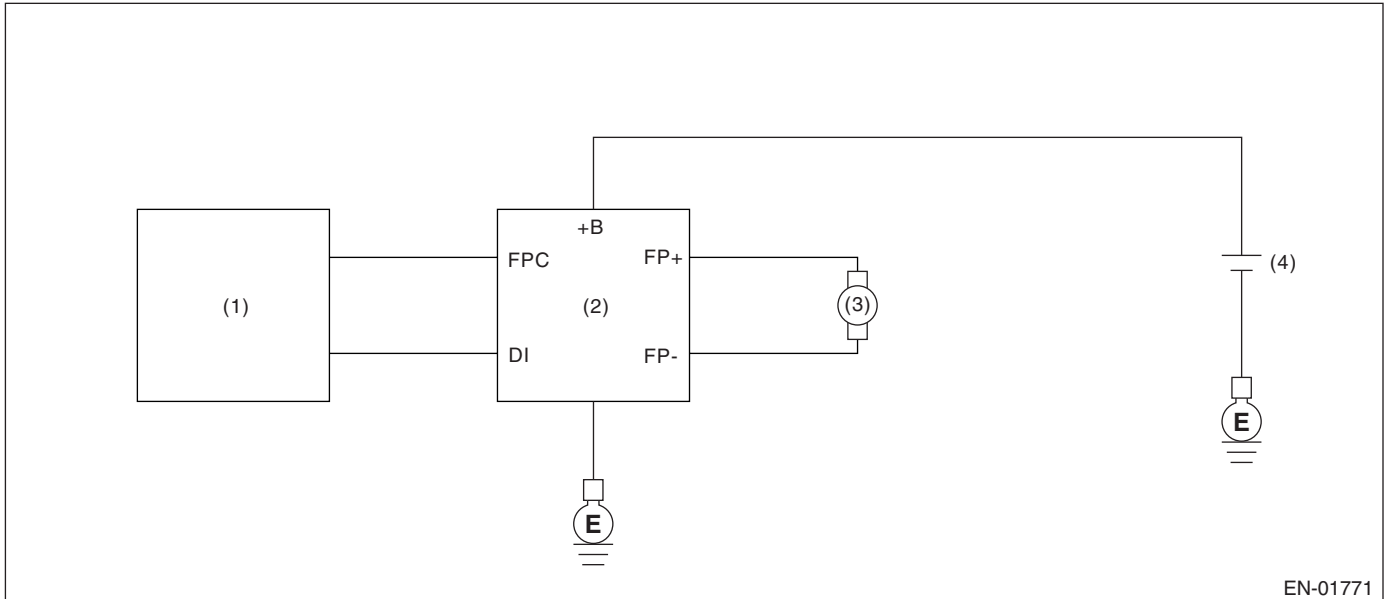 +B
FPC
FP+
(1)
(2)
(3)
(4)
DI
FP-
E
E
EN-01771